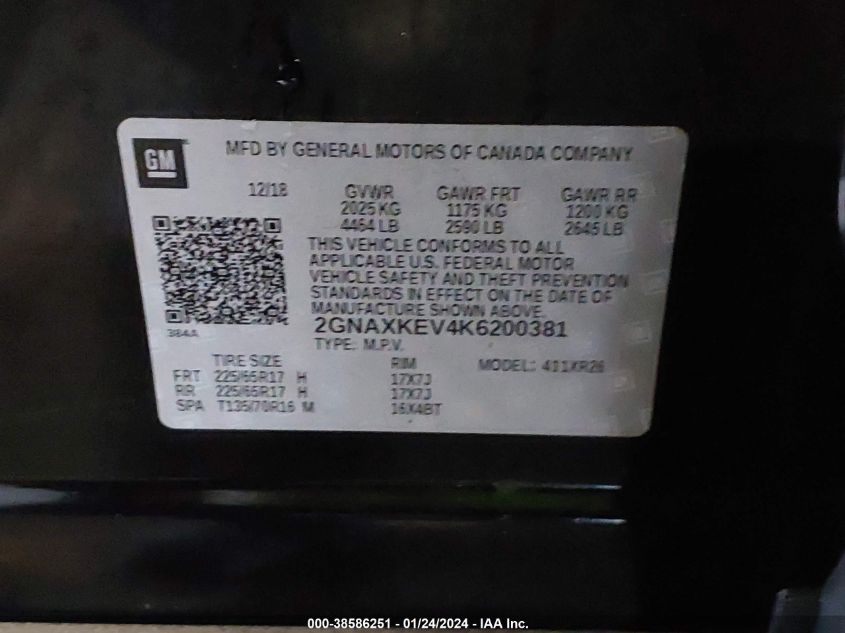 GM
MFD BY GENERAL MOTORS OF CANADA COMPANY
12/18 GVWR GAWR FRT GAWR RR
2025 KG 1175 KG 1200 KG
4464 LB 2590 LB 2645 LB
THIS VEHICLE CONFORMS TO ALL
APPLICABLE U.S. FEDERAL MOTOR
VEHICLE SAFETY AND THEFT PREVENTION
STANDARDS IN EFFECT ON THE DATE OF
MANUFACTURE SHOWN ABOVE.
384A
2GNAXKEV4K6200381
TYPE: M.P.V.
TIRE SIZE RIM MODEL: 411XR26
FRT 225/65R17 H 17X7J
RR 225/65R17 H 17X7J
SPA T135/70R16 M 16X4BT
000-38586251 - 01/24/2024 - IAA Inc.